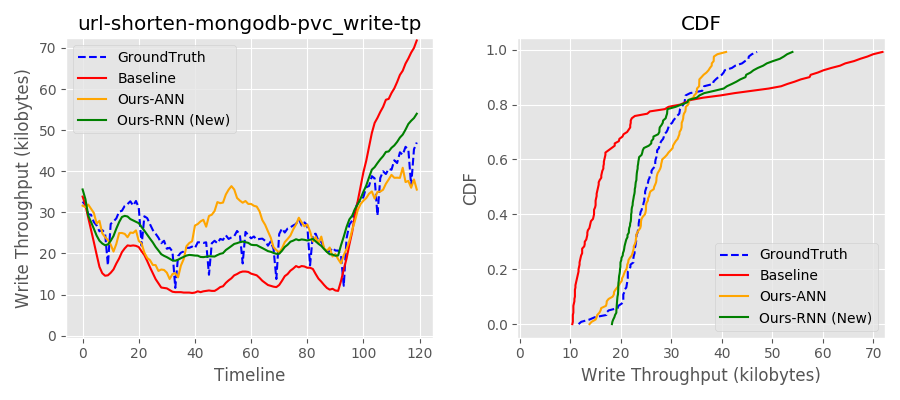 url-shorten-mongodb-pvc_write-tp
Write Throughput (kilobytes)
70
60
50
40
30
20
10
0
GroundTruth
Baseline
Ours-ANN
Ours-RNN (New)
0 20 40 60 80 100 120
Timeline
CDF
CDF
1.0
0.8
0.6
0.4
0.2
0.0
GroundTruth
Baseline
Ours-ANN
Ours-RNN (New)
0 10 20 30 40 50 60 70
Write Throughput (kilobytes)